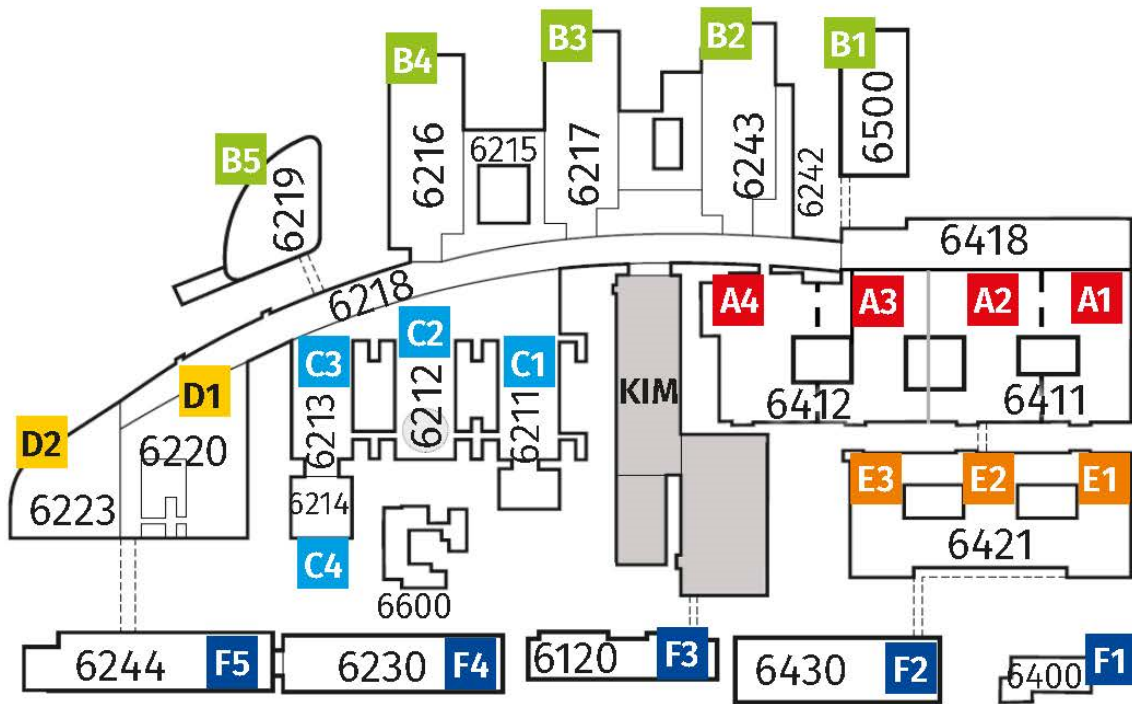 B4
B3
B2
B1
B5
6216
6215
6217
6243
6242
6500
6219
6418
6218
A4
A3
A2
A1
C3
C2
C1
KIM
6213
6212
6211
6412
6411
D1
D2
6220
6223
6214
C4
6600
E3
E2
E1
6421
6244
F5
6230
F4
6120
F3
6430
F2
6400
F1